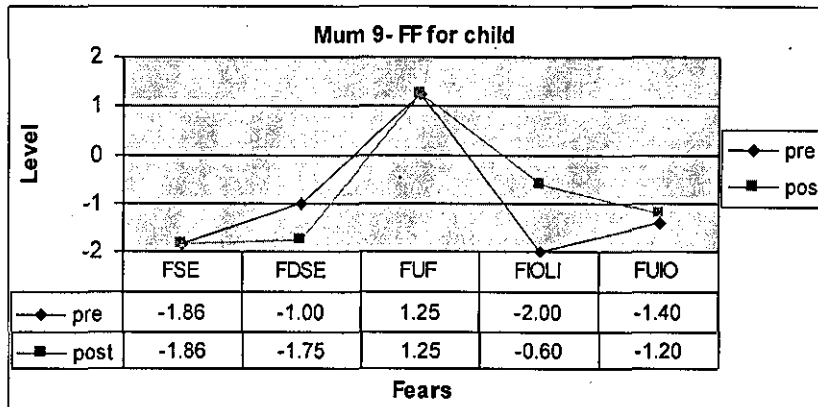 Mum 9- FF for child
2
1
0
-1
-2
Level
pre
post
FSE FDSE FUF FIOLI FUIO
pre -1.86 -1.00 1.25 -2.00 -1.40
post -1.86 -1.75 1.25 -0.60 -1.20
Fears